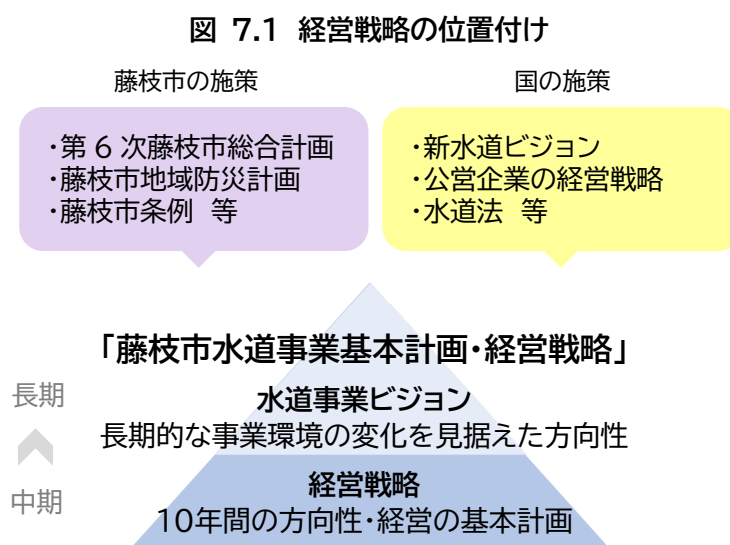 図 7.1 経営戦略の位置付け
藤枝市の施策
・第 6 次藤枝市総合計画
・藤枝市地域防災計画
・藤枝市条例 等
国の施策
・新水道ビジョン
・公営企業の経営戦略
・水道法 等
「藤枝市水道事業基本計画・経営戦略」
長期
水道事業ビジョン
長期的な事業環境の変化を見据えた方向性
中期
経営戦略
10年間の方向性・経営の基本計画